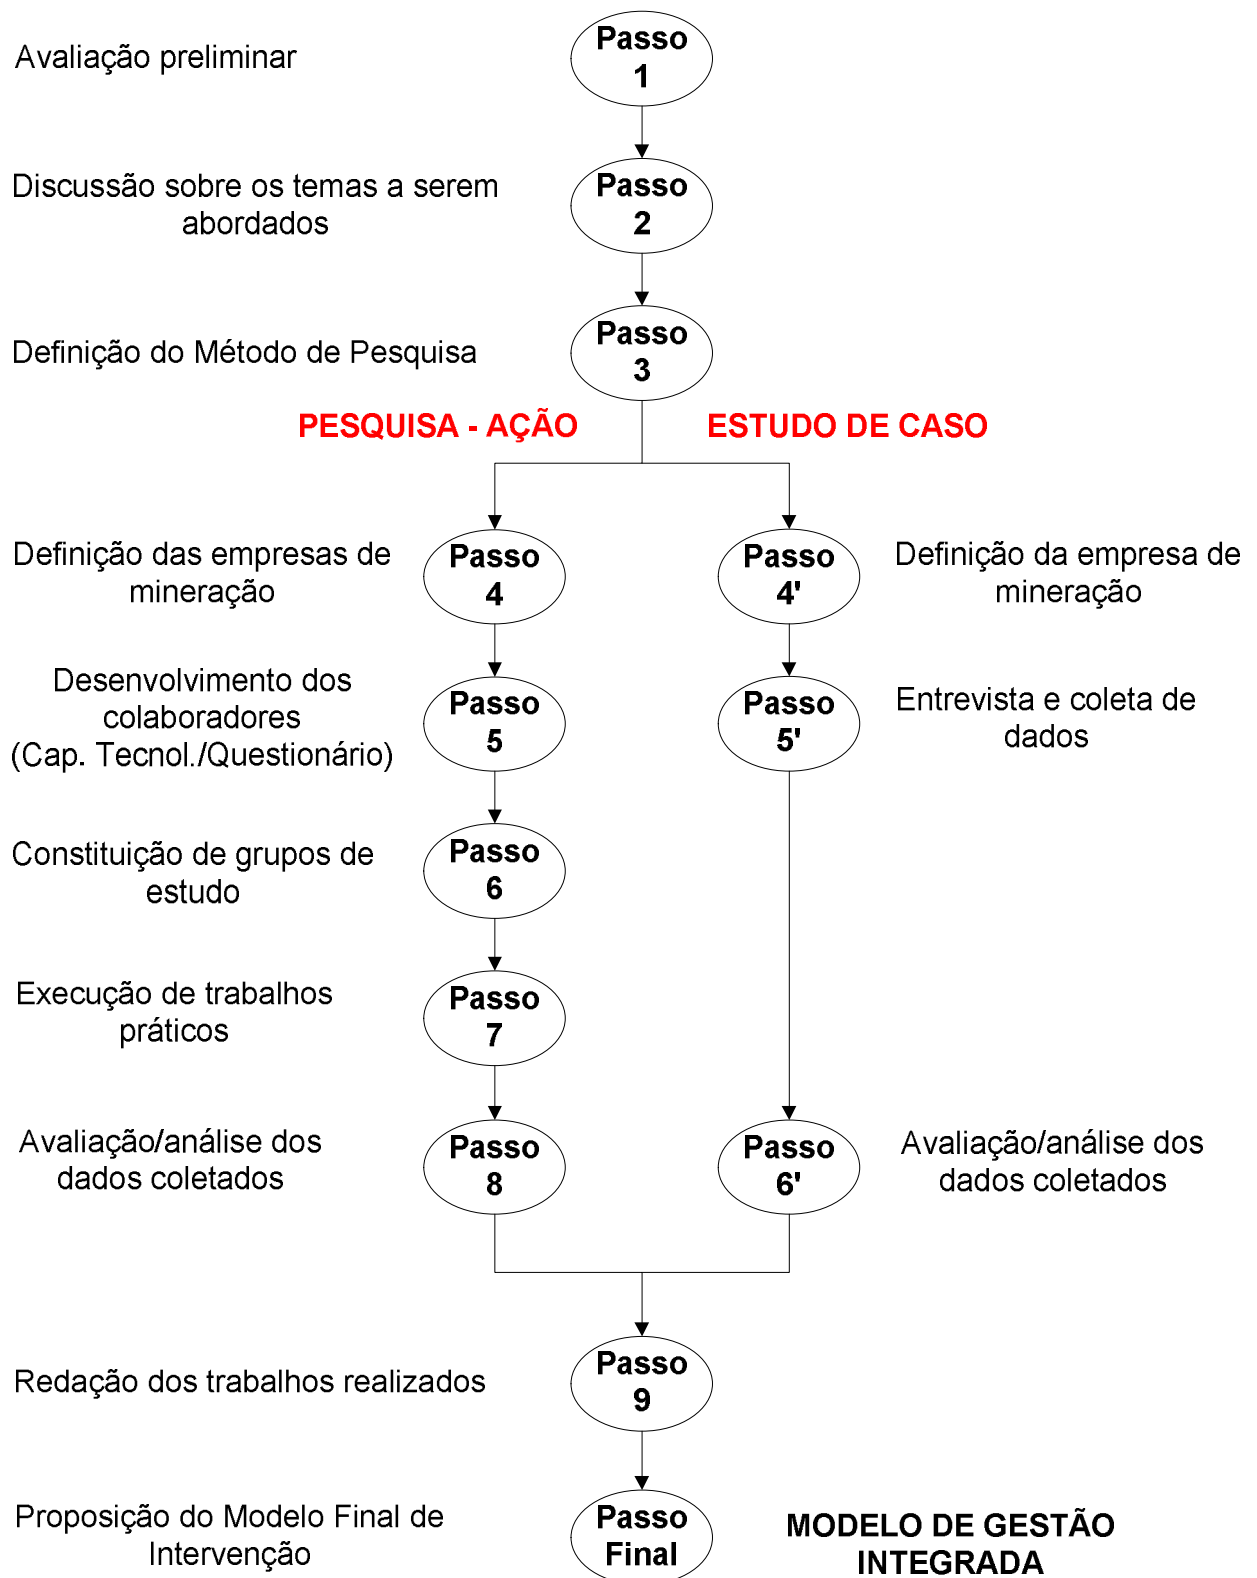 Avaliação preliminar
Passo
1
Discussão sobre os temas a serem
abordados
Passo
2
Definição do Método de Pesquisa
Passo
3
PESQUISA - AÇÃO
ESTUDO DE CASO
Definição das empresas de
mineração
Passo
4
Passo
4'
Definição da empresa de
mineração
Desenvolvimento dos
colaboradores
(Cap. Tecnol./Questionário)
Passo
5
Passo
5'
Entrevista e coleta de
dados
Constituição de grupos de
estudo
Passo
6
Execução de trabalhos
práticos
Passo
7
Avaliação/análise dos
dados coletados
Passo
8
Passo
6'
Avaliação/análise dos
dados coletados
Redação dos trabalhos realizados
Passo
9
Proposição do Modelo Final de
Intervenção
Passo
Final
MODELO DE GESTÃO
INTEGRADA